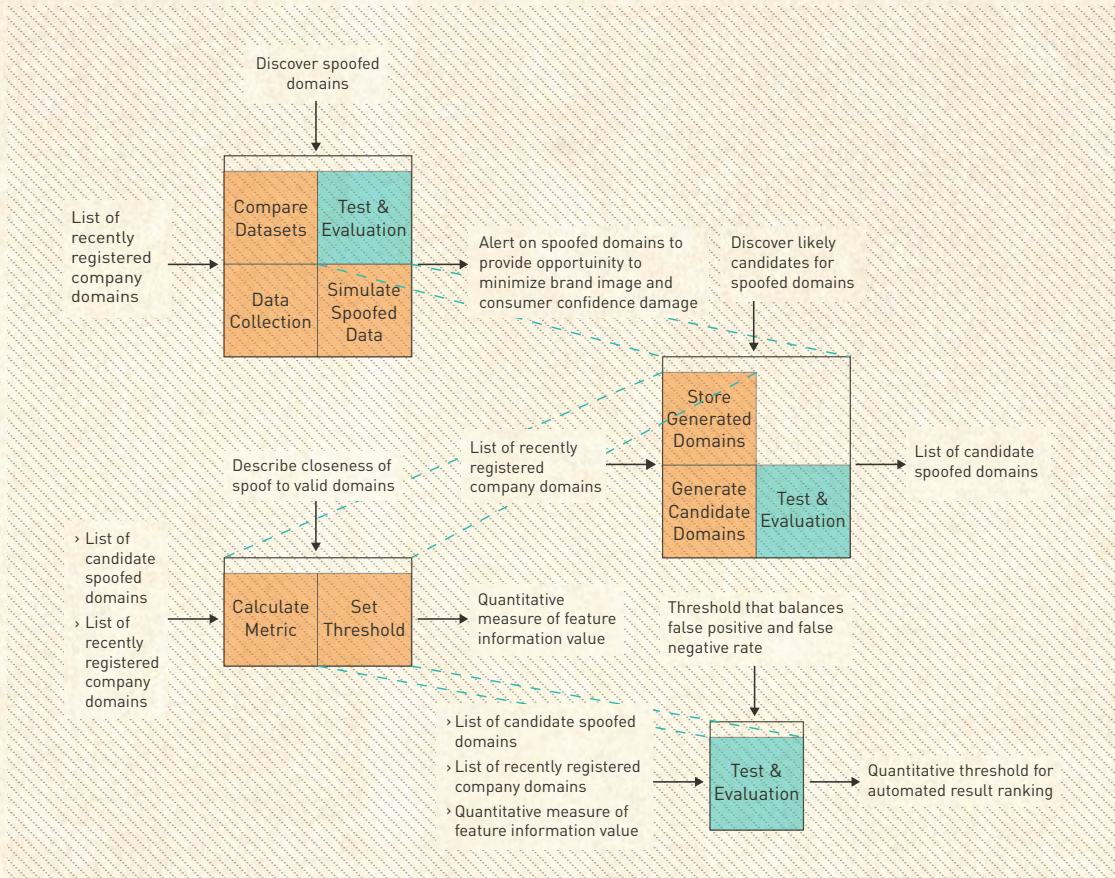 Discover spoofed
domains
List of
recently
registered
company
domains
Compare
Datasets
Test &
Evaluation
Data
Collection
Simulate
Spoofed
Data
Alert on spoofed domains to
provide opportuinity to
minimize brand image and
consumer confidence damage
Discover likely
candidates for
spoofed domains
List of recently
registered
company domains
Store
Generated
Domains
Generate
Candidate
Domains
Test &
Evaluation
List of candidate
spoofed domains
Describe closeness of
spoof to valid domains
› List of
candidate
spoofed
domains
› List of
recently
registered
company
domains
Calculate
Metric
Set
Threshold
Quantitative
measure of feature
information value
Threshold that balances
false positive and false
negative rate
› List of candidate spoofed
domains
› List of recently registered
company domains
› Quantitative measure of
feature information value
Test &
Evaluation
Quantitative threshold for
automated result ranking